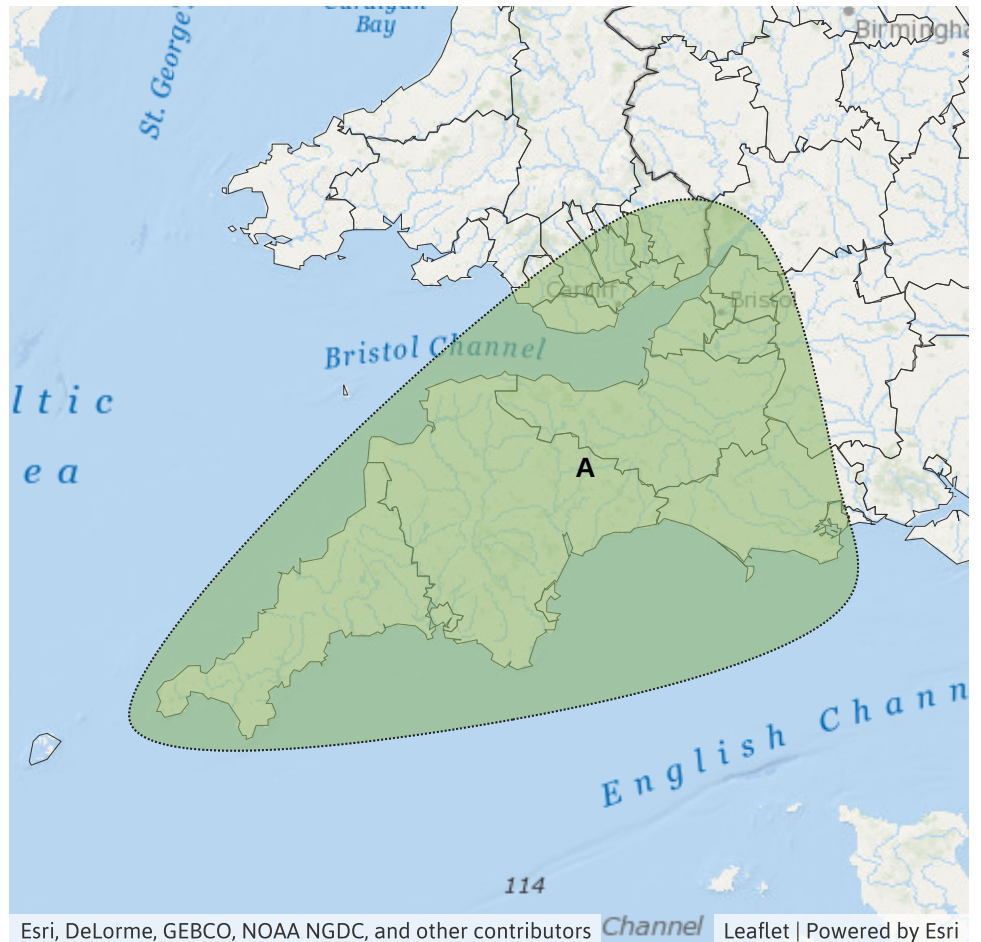 Cardigan
Bay
St. George's
Birmingha
Cardiff
Bristol
Bristol Channel
ltic
ea
A
English Chann
114
Channel
Esri, DeLorme, GEBCO, NOAA NGDC, and other contributors
Leaflet | Powered by Esri